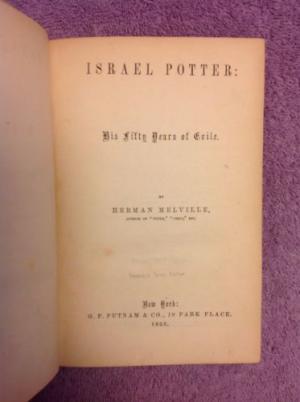 ISRAEL POTTER:
His Fifty Years of Exile.
BY
HERMAN MELVILLE,
AUTHOR OF "TYPEE," "OMOO," ETC.
New York:
G. P. PUTNAM & CO., 10 PARK PLACE.
1855.